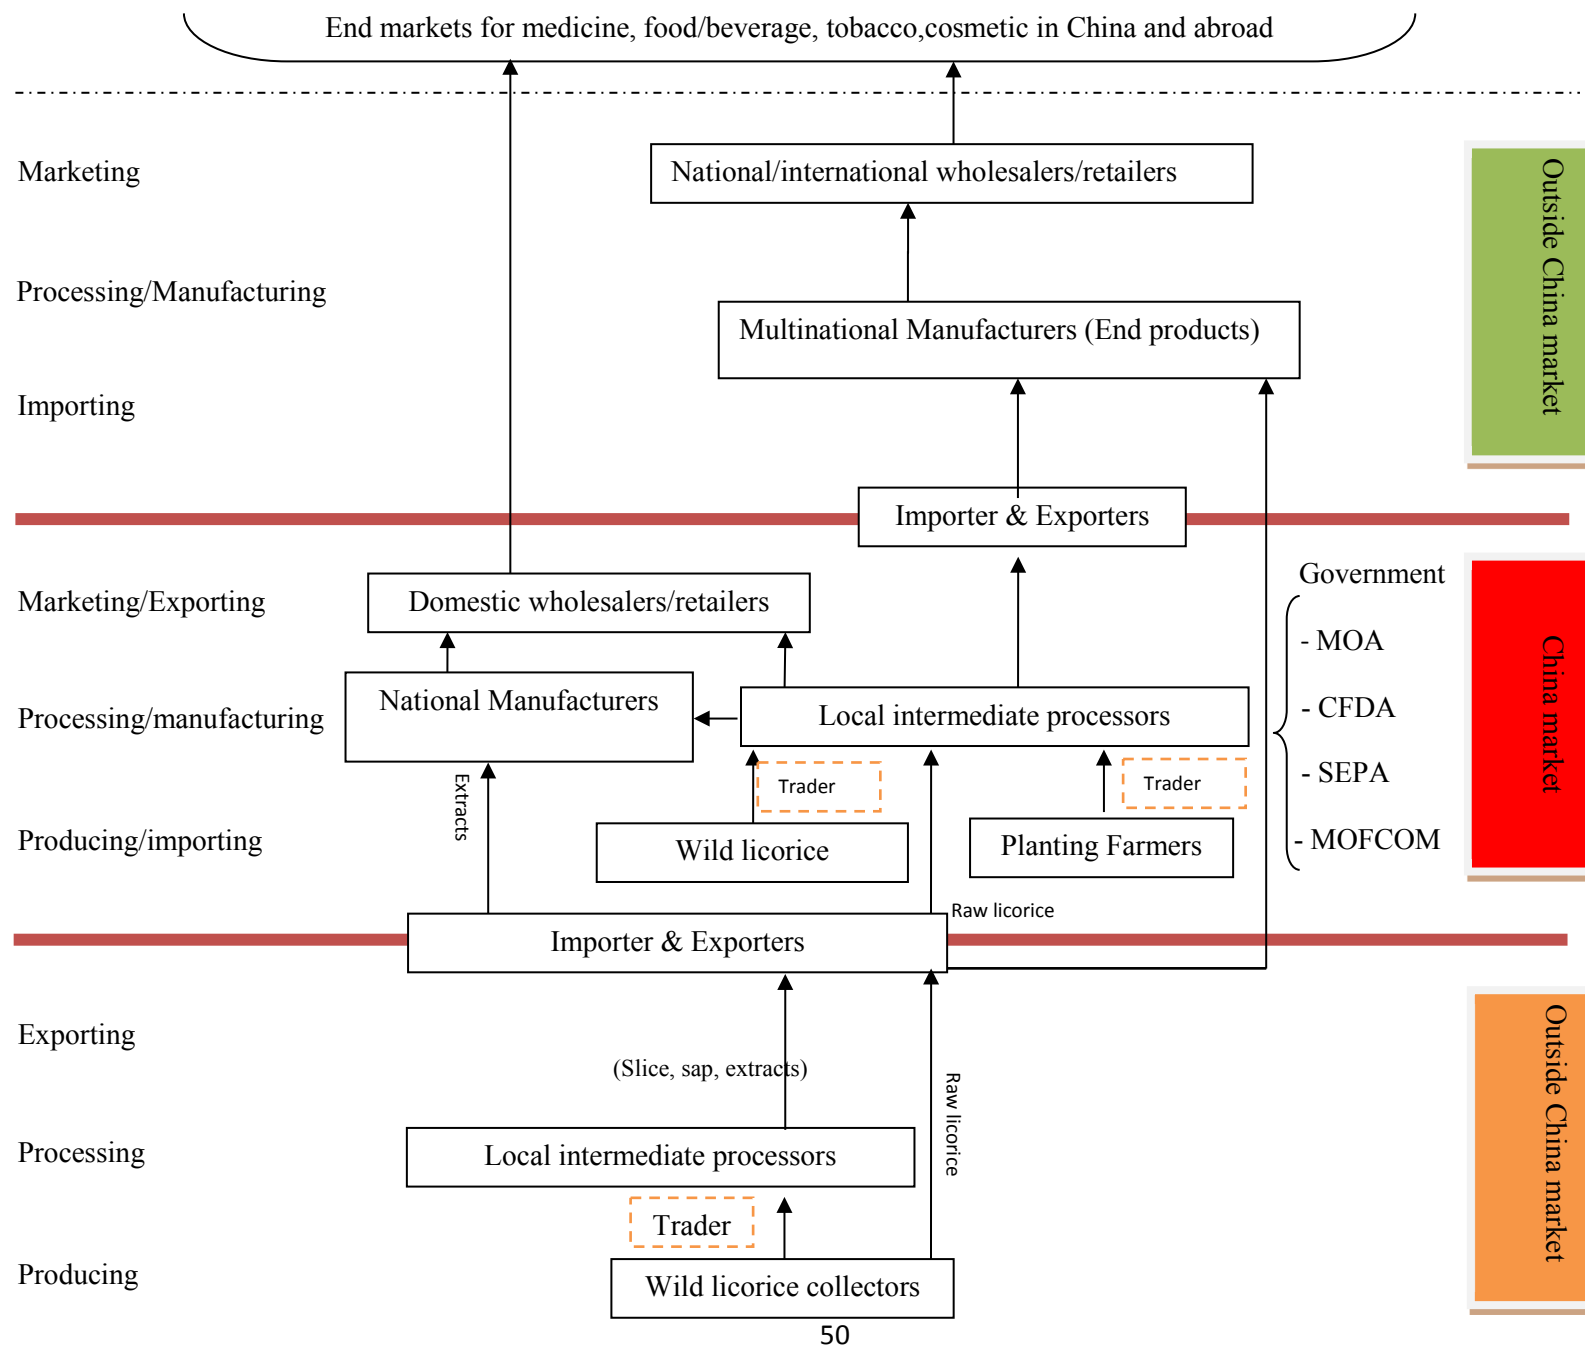 End markets for medicine, food/beverage, tobacco,cosmetic in China and abroad
Marketing
National/international wholesalers/retailers
Outside China market
Processing/Manufacturing
Multinational Manufacturers (End products)
Importing
Importer & Exporters
Government
Marketing/Exporting
Domestic wholesalers/retailers
- MOA
China market
National Manufacturers
Processing/manufacturing
Local intermediate processors
- CFDA
Extracts
Trader
Trader
- SEPA
Producing/importing
Wild licorice
Planting Farmers
- MOFCOM
Raw licorice
Importer & Exporters
Exporting
Outside China market
(Slice, sap, extracts)
Raw licorice
Processing
Local intermediate processors
Trader
Producing
Wild licorice collectors
50